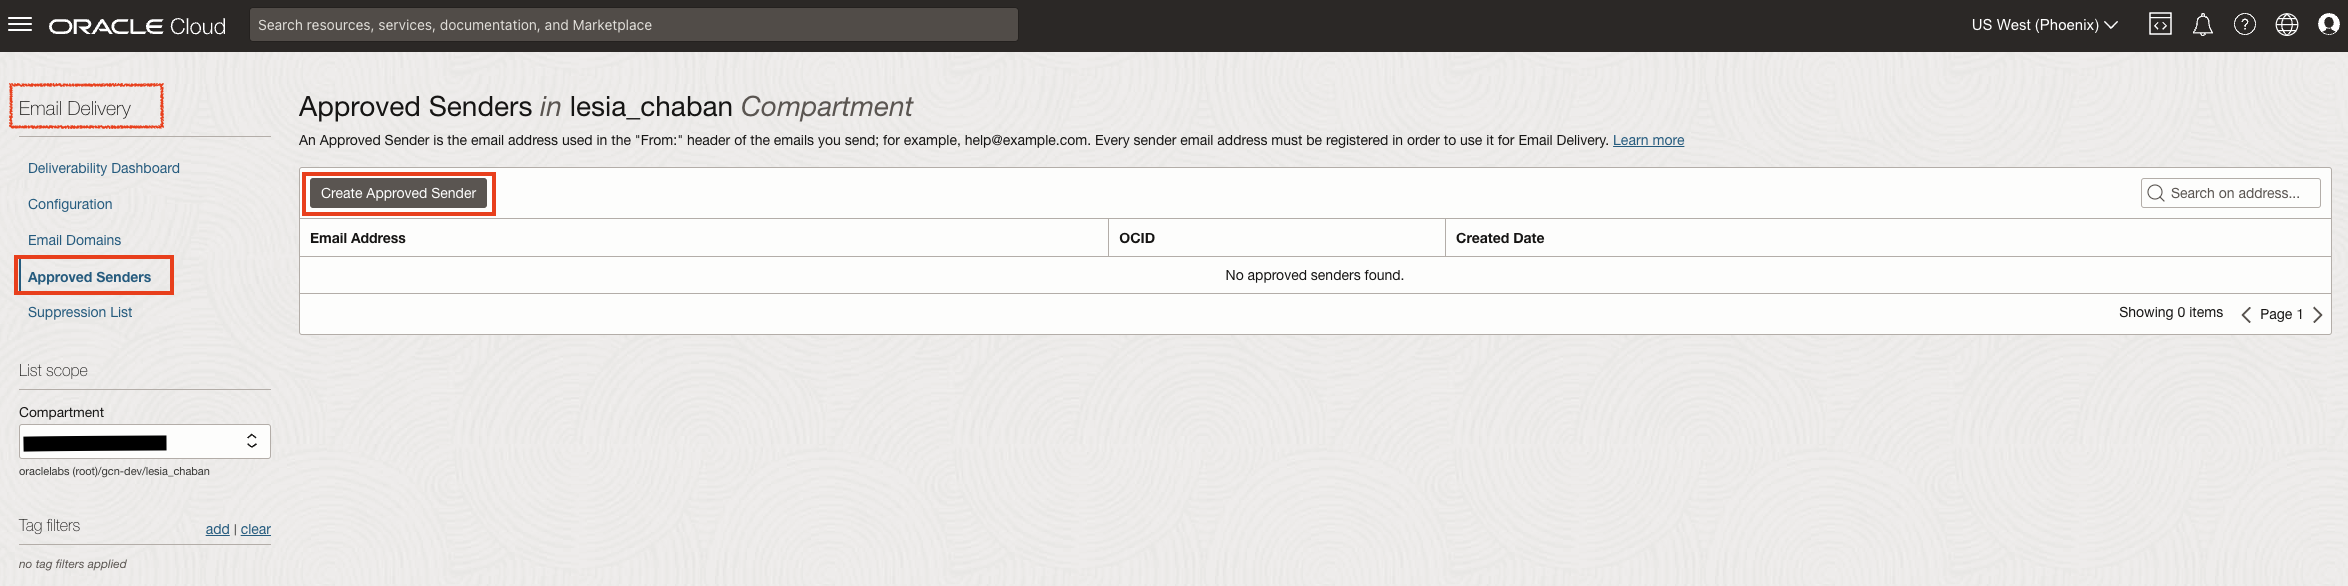 ORACLE Cloud
Search resources, services, documentation, and Marketplace
US West (Phoenix)
Email Delivery
Deliverability Dashboard
Configuration
Email Domains
Approved Senders
Suppression List
List scope
Compartment
oraclelabs (root)/gcn-dev/lesia_chaban
Tag filters
add | clear
no tag filters applied
Approved Senders in lesia_chaban Compartment
An Approved Sender is the email address used in the "From:" header of the emails you send; for example, help@example.com. Every sender email address must be registered in order to use it for Email Delivery. Learn more
Create Approved Sender
Search on address...
Email Address OCID Created Date
No approved senders found.
Showing 0 items Page 1